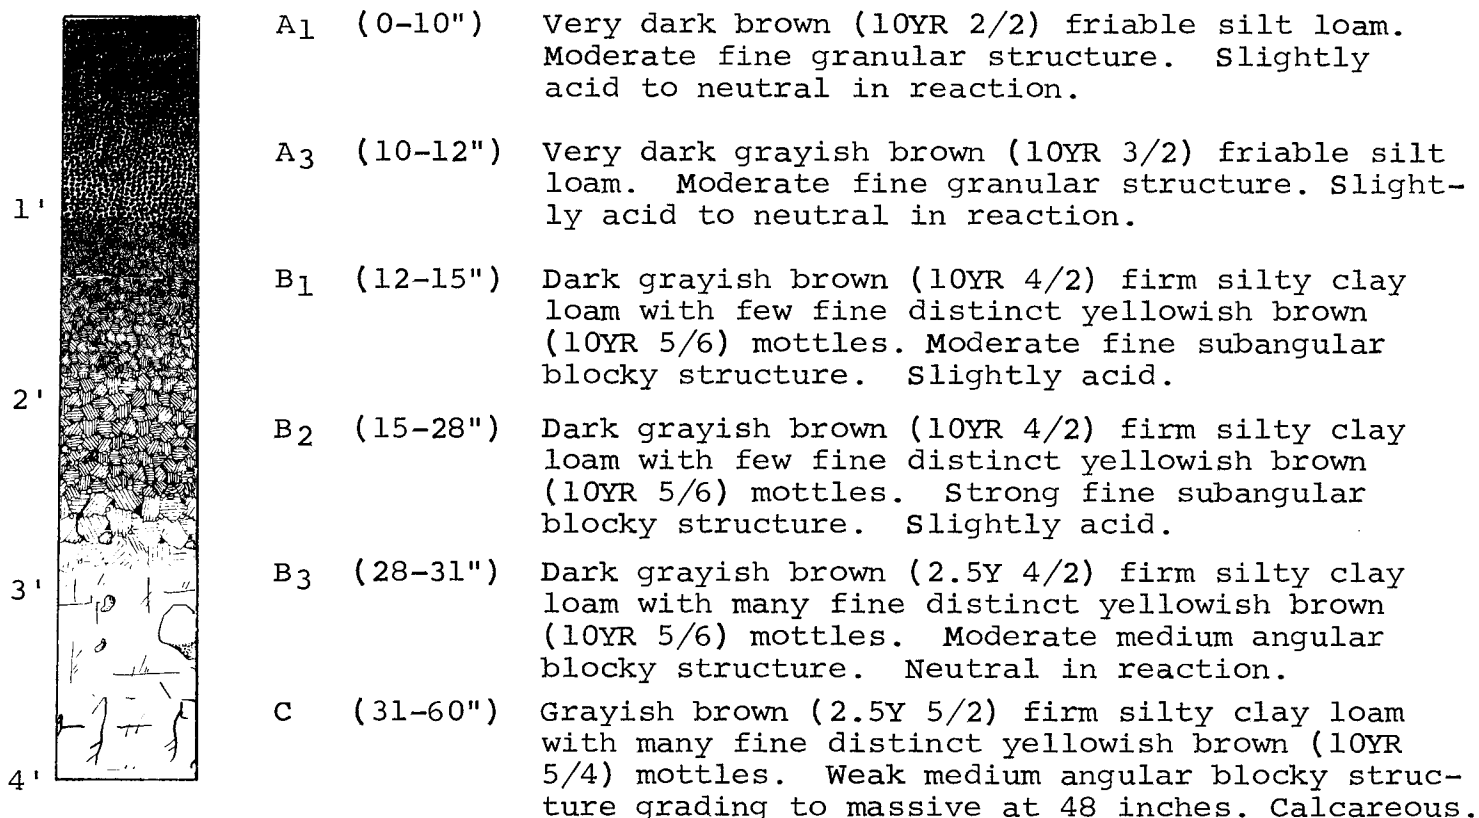 A1 (0-10") Very dark brown (10YR 2/2) friable silt loam.
Moderate fine granular structure. Slightly
acid to neutral in reaction.
A3 (10-12") Very dark grayish brown (10YR 3/2) friable silt
loam. Moderate fine granular structure. Slight-
ly acid to neutral in reaction.
1'
B1 (12-15") Dark grayish brown (10YR 4/2) firm silty clay
loam with few fine distinct yellowish brown
(10YR 5/6) mottles. Moderate fine subangular
blocky structure. Slightly acid.
2'
B2 (15-28") Dark grayish brown (10YR 4/2) firm silty clay
loam with few fine distinct yellowish brown
(10YR 5/6) mottles. Strong fine subangular
blocky structure. Slightly acid.
B3 (28-31") Dark grayish brown (2.5Y 4/2) firm silty clay
3'
loam with many fine distinct yellowish brown
(10YR 5/6) mottles. Moderate medium angular
blocky structure. Neutral in reaction.
C (31-60") Grayish brown (2.5Y 5/2) firm silty clay loam
with many fine distinct yellowish brown (10YR
5/4) mottles. Weak medium angular blocky struc-
4'
ture grading to massive at 48 inches. Calcareous.